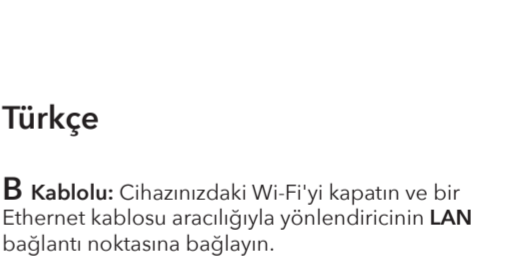 Türkçe
B Kablolu: Cihazınızdaki Wi-Fi'yi kapatın ve bir
Ethernet kablosu aracılığıyla yönlendiricinin LAN
bağlantı noktasına bağlayın.